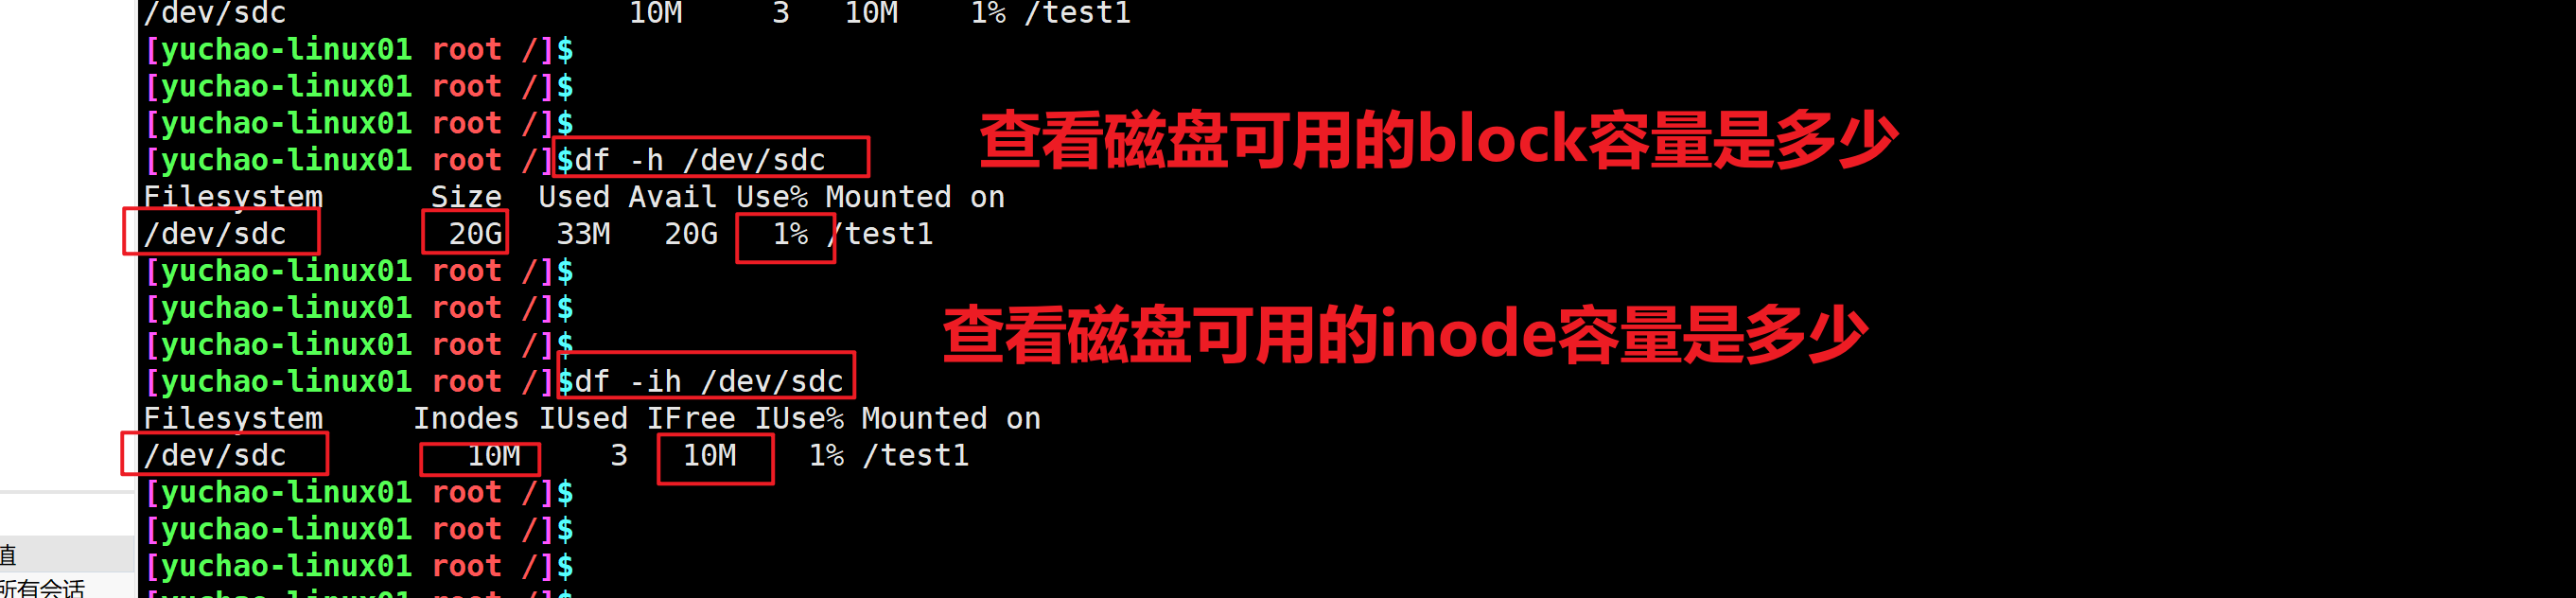 /dev/sdc 10M 3 10M 1% /test1
[yuchao-linux01 root /]$
[yuchao-linux01 root /]$
[yuchao-linux01 root /]$
查看磁盘可用的block容量是多少
[yuchao-linux01 root /]$df -h /dev/sdc
Filesystem Size Used Avail Use% Mounted on
/dev/sdc 20G 33M 20G 1% /test1
[yuchao-linux01 root /]$
[yuchao-linux01 root /]$
查看磁盘可用的inode容量是多少
[yuchao-linux01 root /]$
[yuchao-linux01 root /]$df -ih /dev/sdc
Filesystem Inodes IUsed IFree IUse% Mounted on
/dev/sdc 10M 3 10M 1% /test1
[yuchao-linux01 root /]$
[yuchao-linux01 root /]$
[yuchao-linux01 root /]$
[yuchao-linux01 root /]$
值
所有会话